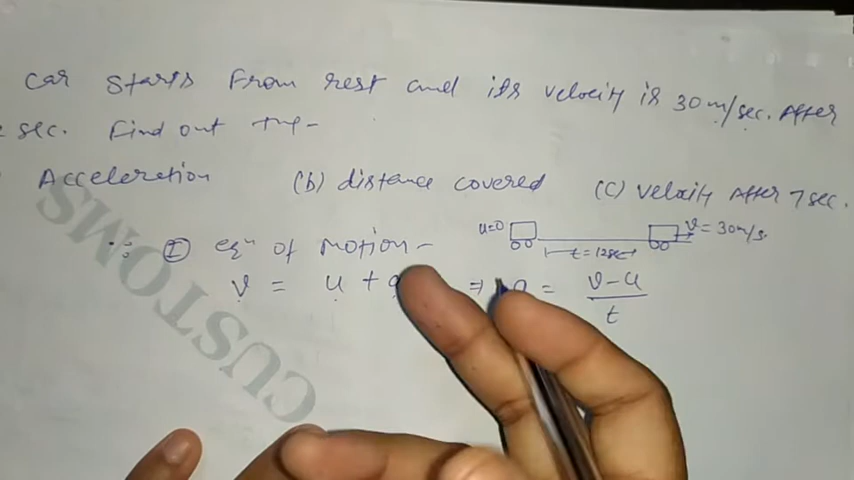 car starts from rest and its velocity is 30 m/sec. After
sec. Find out the-
Acceleration (b) distance covered (c) velocity After 7 sec.
u=0 v = 30m/s.
t = 12sec
∵ Ⓘ eqⁿ of motion -
v = u + ⇒ a = v-u
t
CUSTOMS